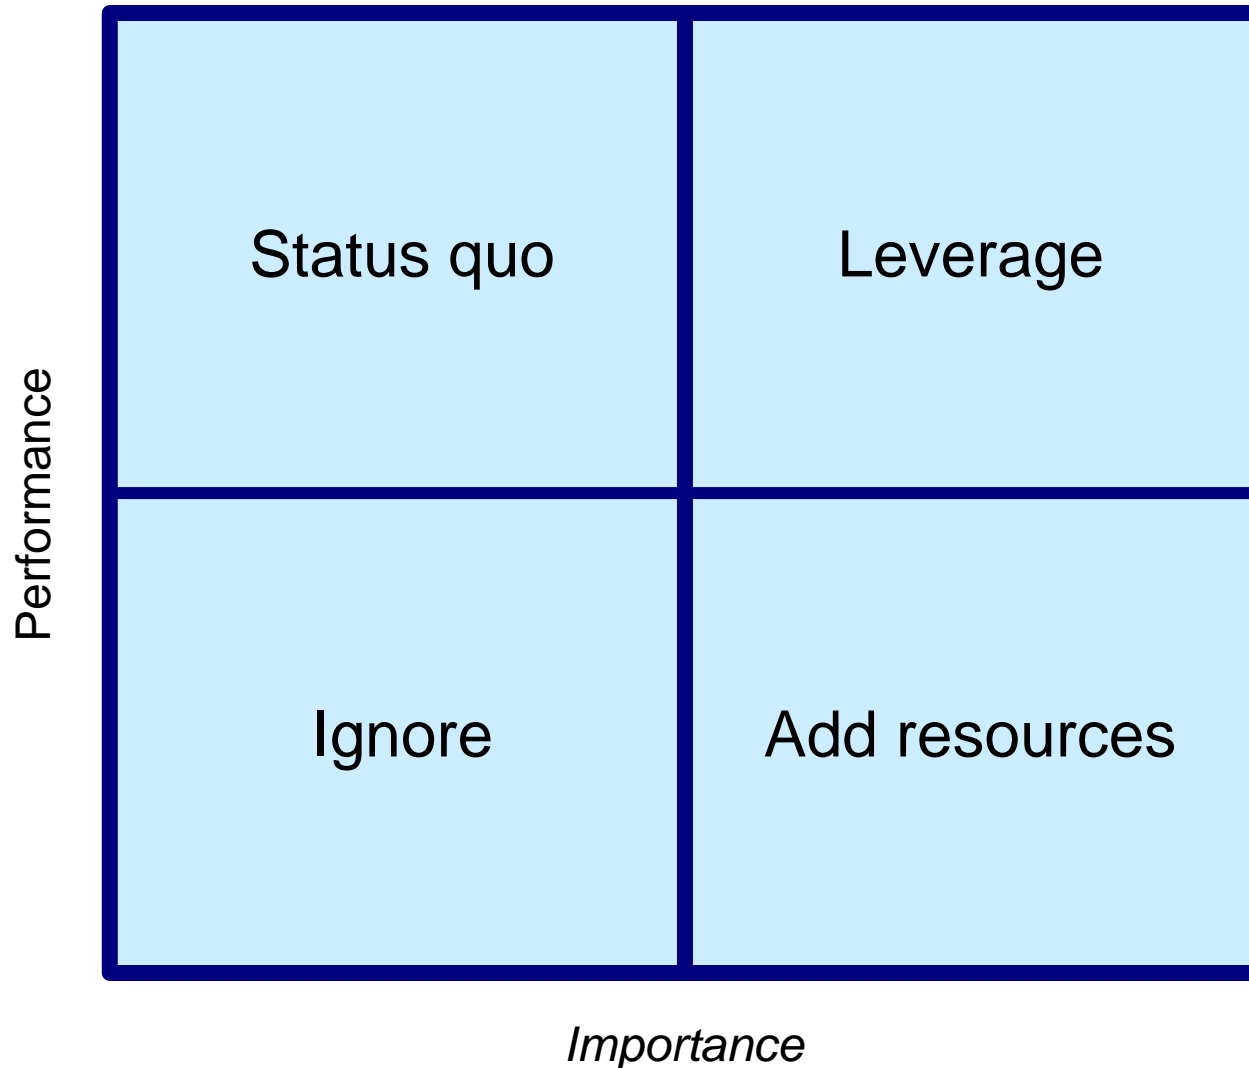 Status quo
Leverage
Performance
Ignore
Add resources
Importance